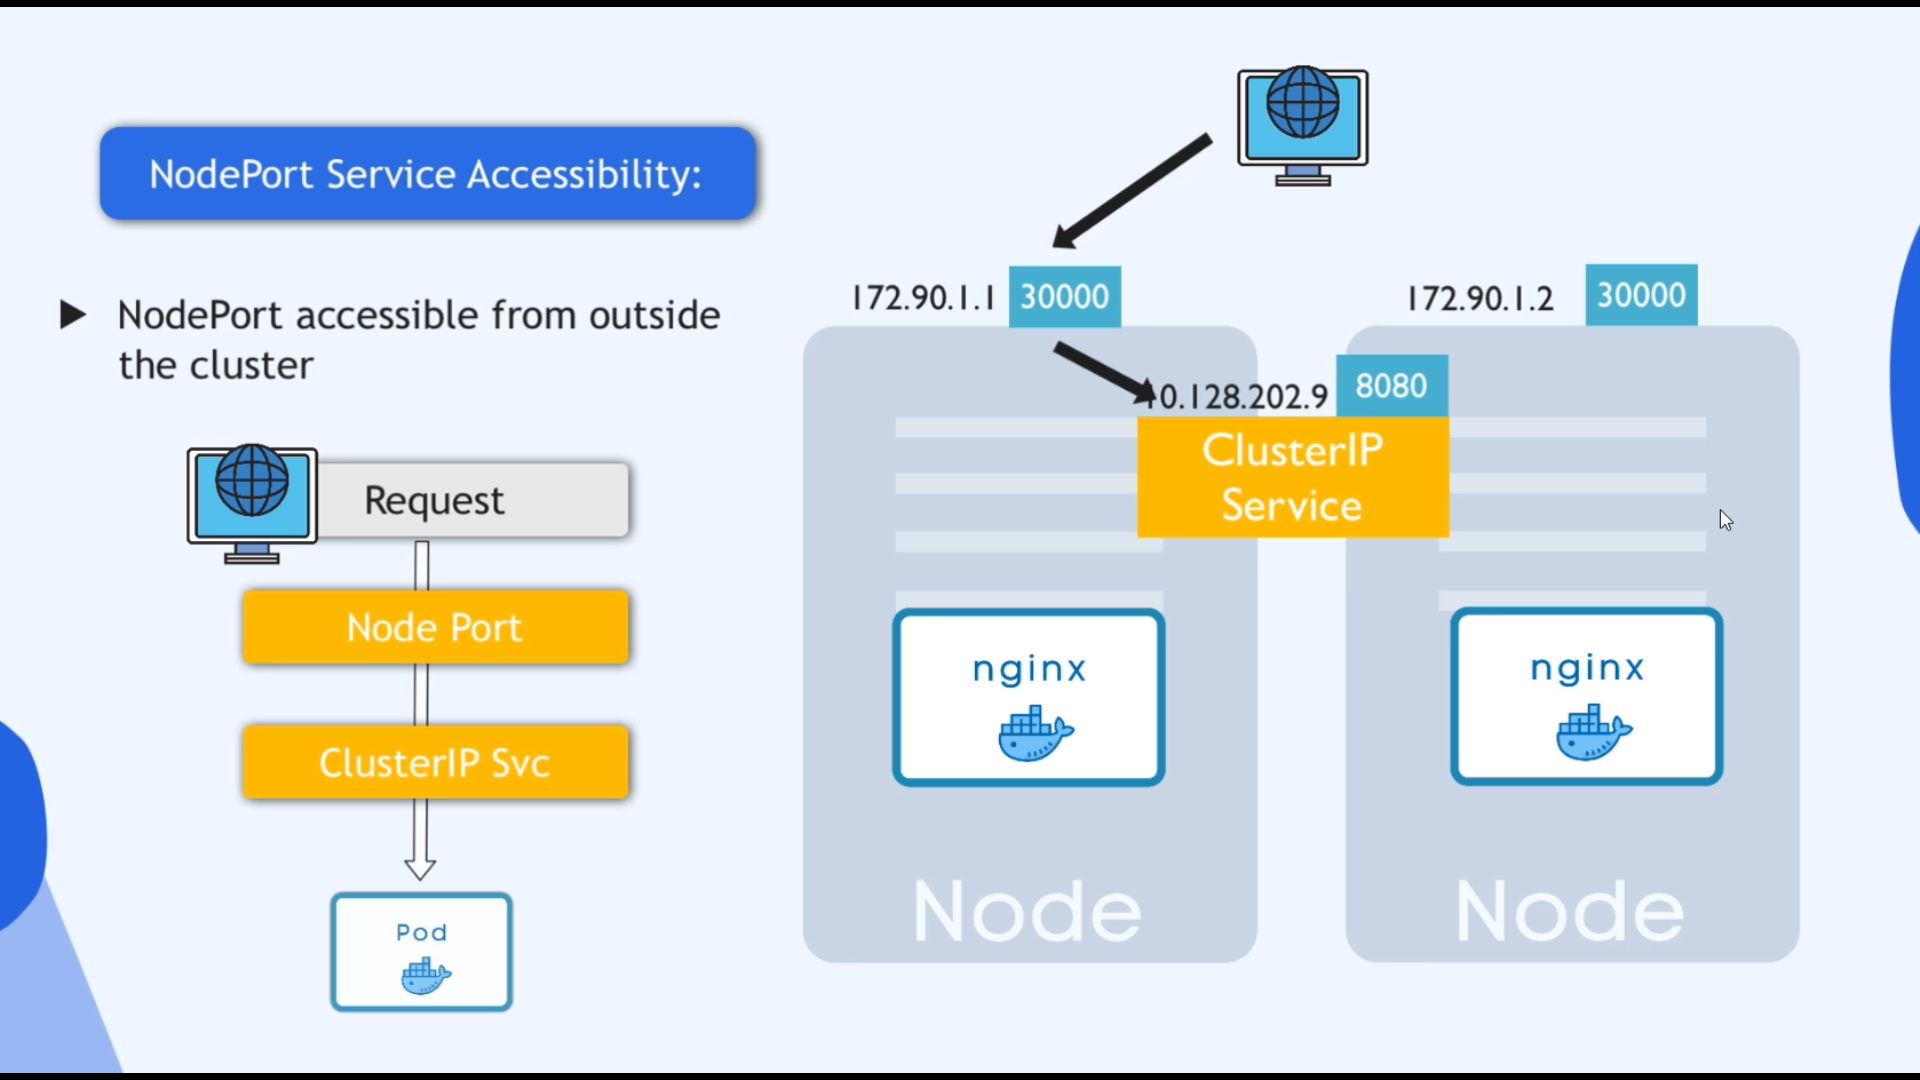 NodePort Service Accessibility:
NodePort accessible from outside
the cluster
Request
Node Port
ClusterIP Svc
Pod
172.90.1.1
30000
172.90.1.2
30000
10.128.202.9
8080
ClusterIP
Service
nginx
nginx
Node
Node